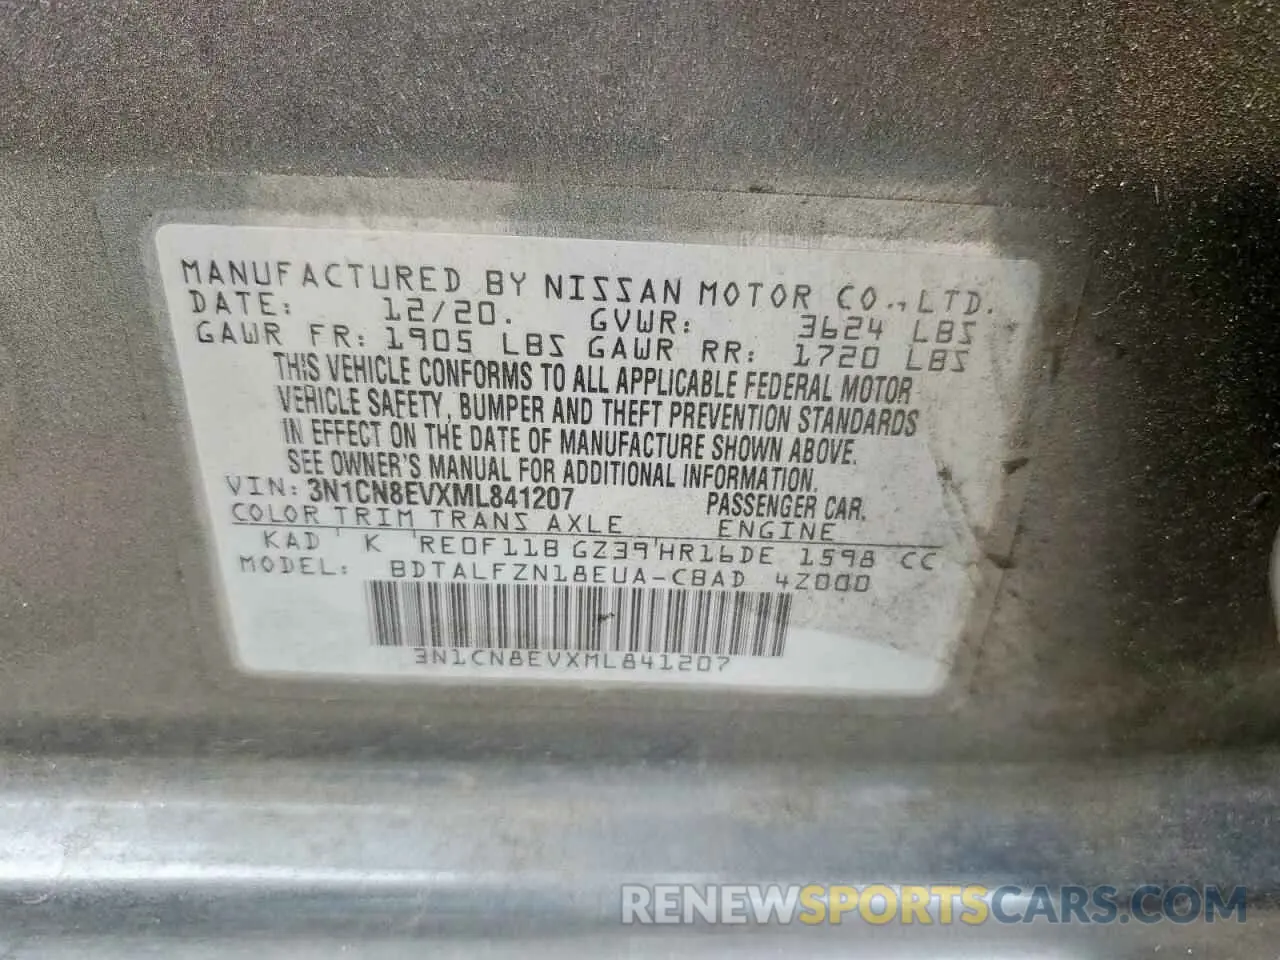 MANUFACTURED BY NISSAN MOTOR CO., LTD.
DATE: 12/20. GVWR: 3624 LBS
GAWR FR: 1905 LBS GAWR RR: 1720 LBS
THIS VEHICLE CONFORMS TO ALL APPLICABLE FEDERAL MOTOR
VEHICLE SAFETY, BUMPER AND THEFT PREVENTION STANDARDS
IN EFFECT ON THE DATE OF MANUFACTURE SHOWN ABOVE.
SEE OWNER'S MANUAL FOR ADDITIONAL INFORMATION.
VIN: 3N1CN8EVXML841207 PASSENGER CAR.
COLOR TRIM TRANS AXLE ENGINE
KAD K RE0F11B GZ39 HR16DE 1598 CC
MODEL: BDTALFZN18EUA-C8AD 4Z000
3N1CN8EVXML841207
RENEWSPORTSCARS.COM